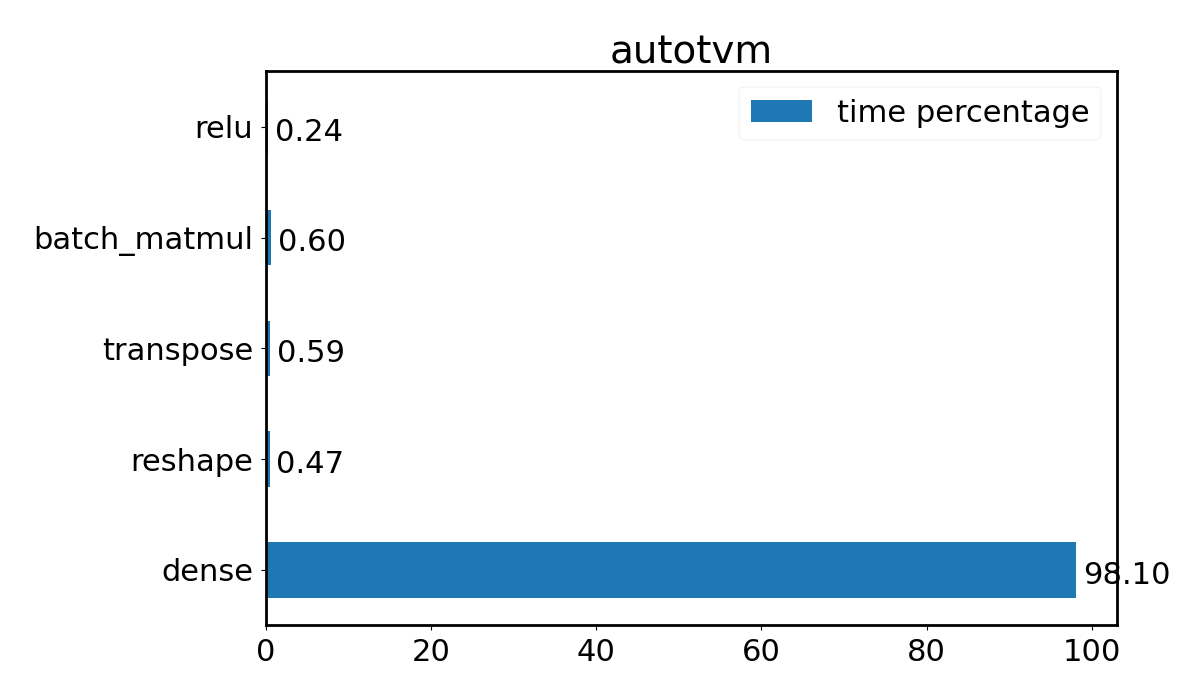 autotvm
time percentage
relu 0.24
batch_matmul 0.60
transpose 0.59
reshape 0.47
dense 98.10
0 20 40 60 80 100